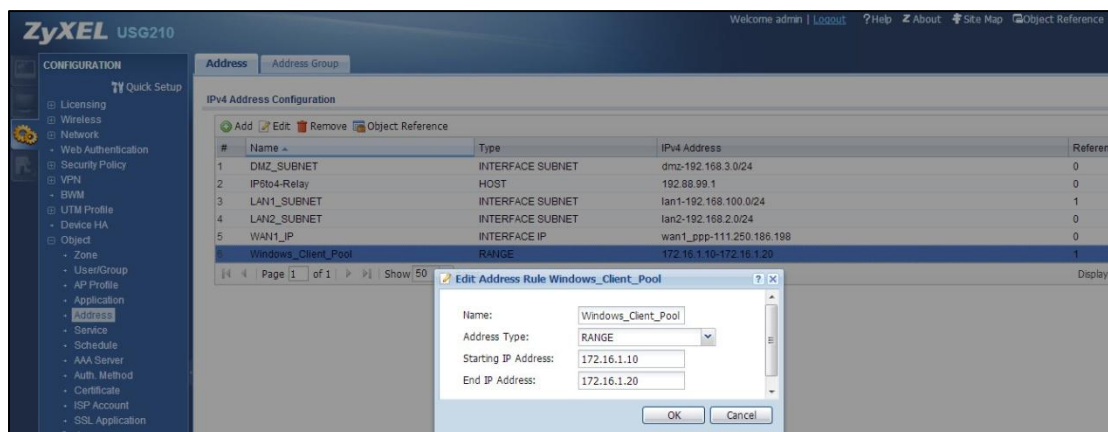 ZyXEL USG210
Welcome admin | Logout ?Help Z About Site Map Object Reference
CONFIGURATION
Quick Setup
Licensing
Wireless
Network
Web Authentication
Security Policy
VPN
BWM
UTM Profile
Device HA
Object
Zone
User/Group
AP Profile
Application
Address
Service
Schedule
AAA Server
Auth. Method
Certificate
ISP Account
SSL Application
Address Address Group
IPv4 Address Configuration
Add Edit Remove Object Reference
# Name Type IPv4 Address Referen
1 DMZ_SUBNET INTERFACE SUBNET dmz-192.168.3.0/24 0
2 IP6to4-Relay HOST 192.88.99.1 0
3 LAN1_SUBNET INTERFACE SUBNET lan1-192.168.100.0/24 1
4 LAN2_SUBNET INTERFACE SUBNET lan2-192.168.2.0/24 0
5 WAN1_IP INTERFACE IP wan1_ppp-111.250.186.198 0
6 Windows_Client_Pool RANGE 172.16.1.10-172.16.1.20 1
Page 1 of 1 Show 50 Display
Edit Address Rule Windows_Client_Pool
Name: Windows_Client_Pool
Address Type: RANGE
Starting IP Address: 172.16.1.10
End IP Address: 172.16.1.20
OK Cancel